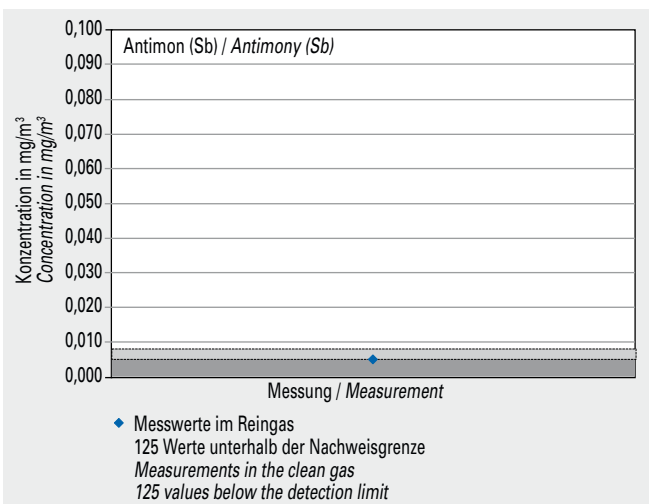 0,100
Antimon (Sb) / Antimony (Sb)
0,090
0,080
0,070
0,060
0,050
0,040
0,030
0,020
0,010
0,000
Konzentration in mg/m³
Concentration in mg/m³
Messung / Measurement
Messwerte im Reingas
125 Werte unterhalb der Nachweisgrenze
Measurements in the clean gas
125 values below the detection limit